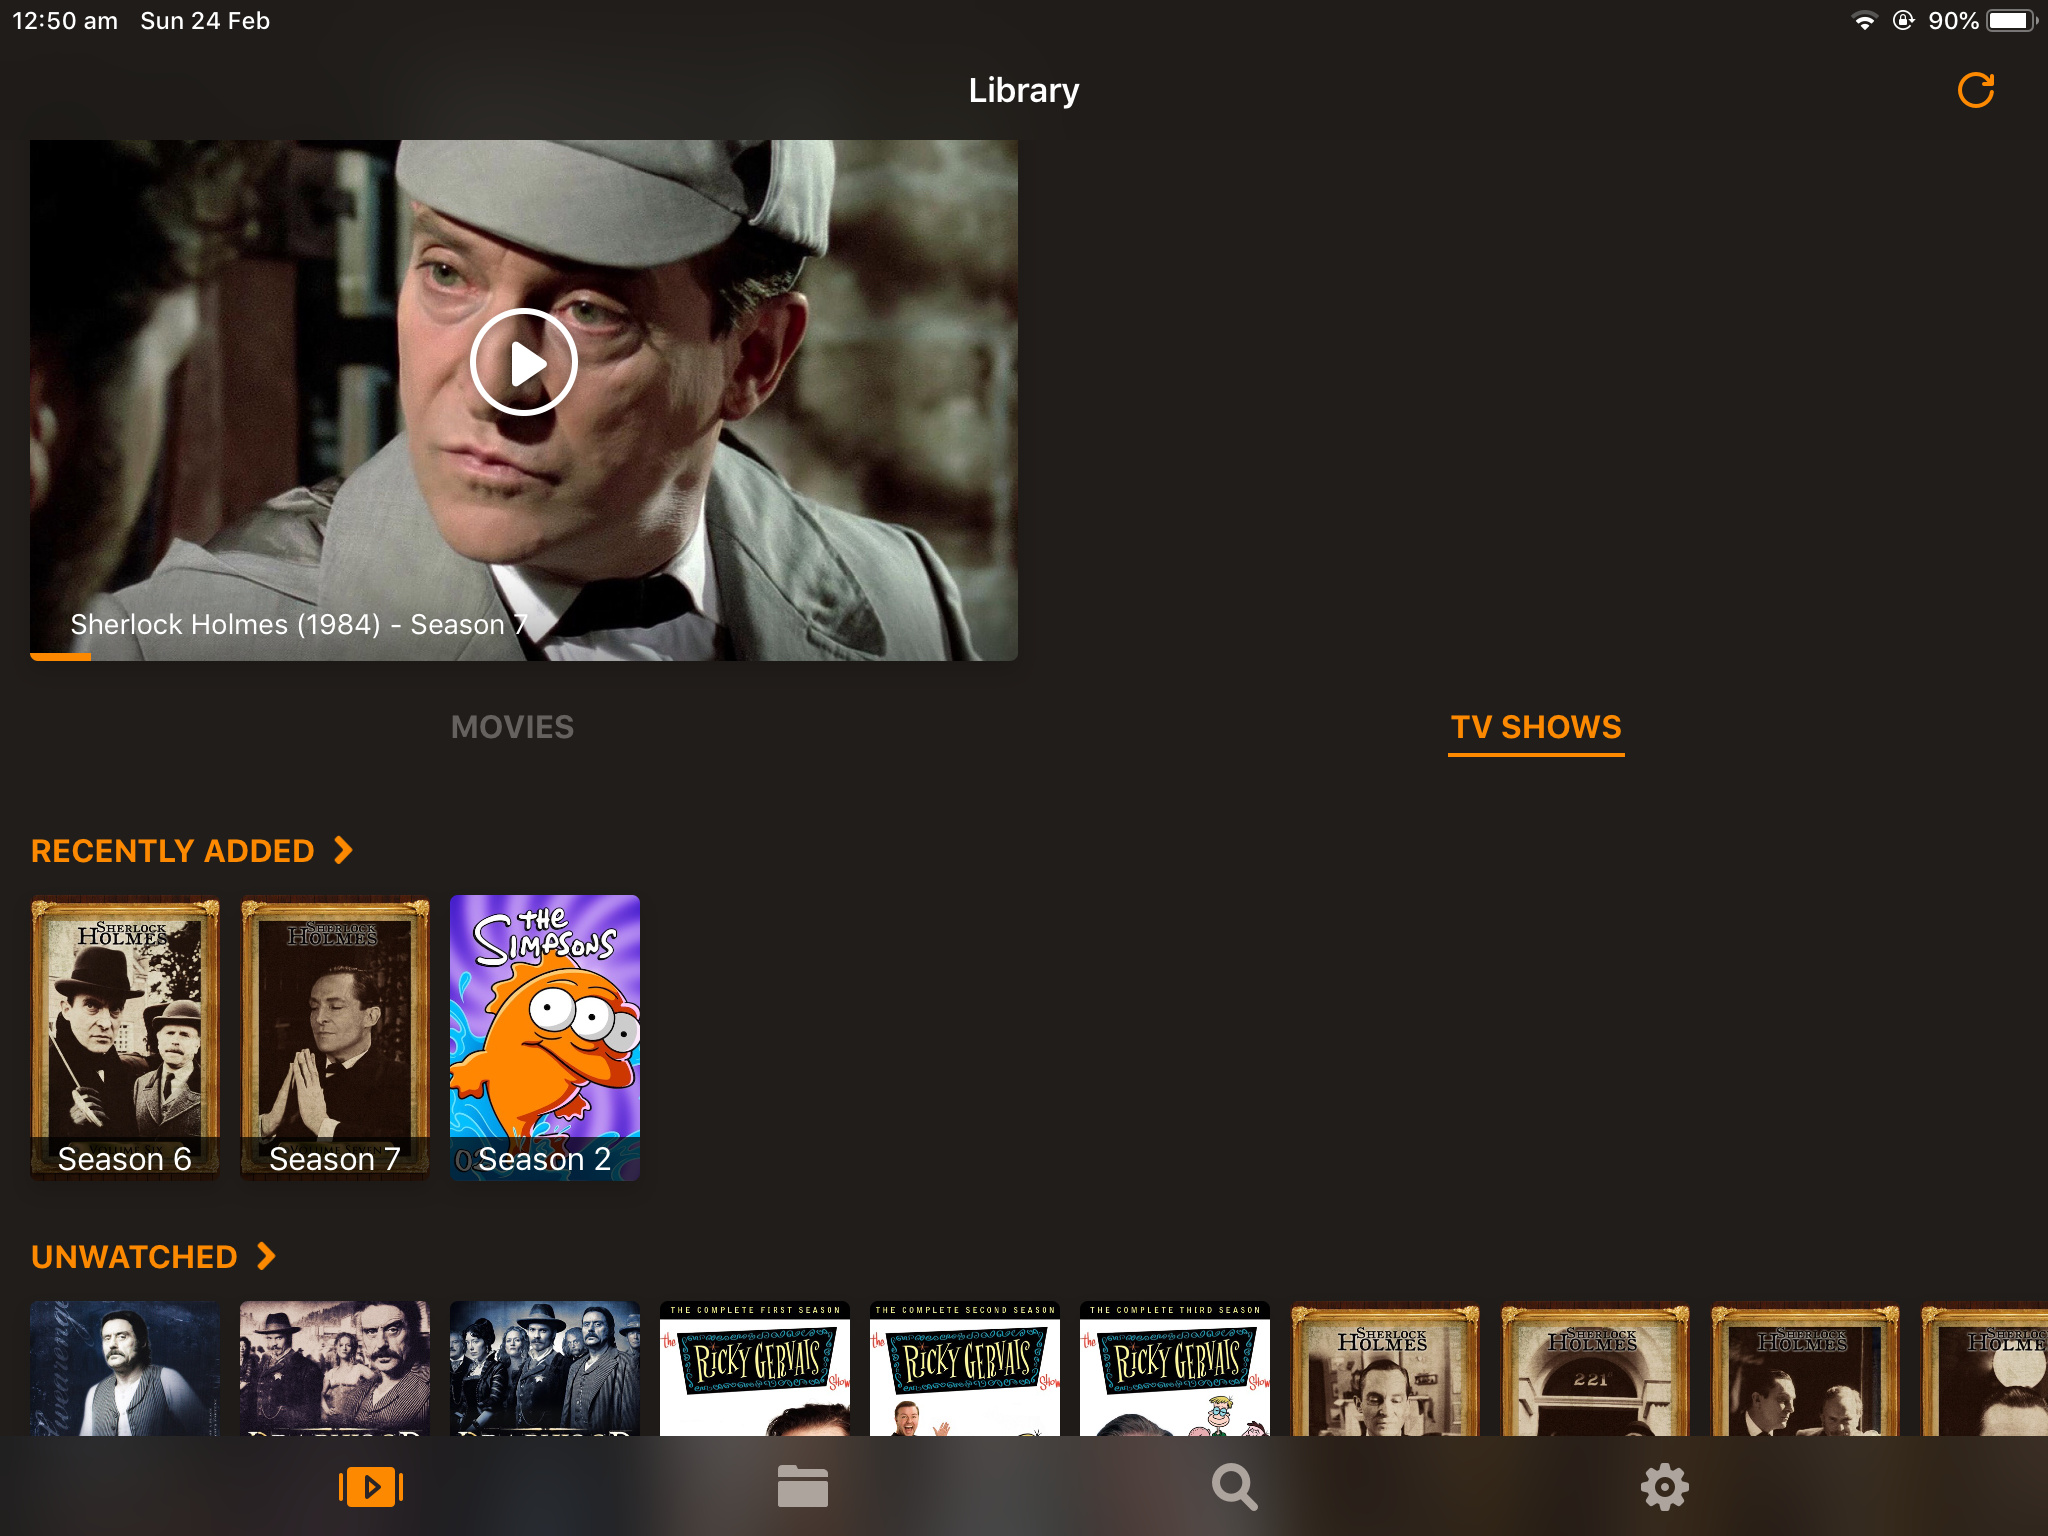 12:50 am Sun 24 Feb
90%
Library
Sherlock Holmes (1984) - Season 7
MOVIES
TV SHOWS
RECENTLY ADDED
SHERLOCK
HOLMES
Season 6
SHERLOCK
HOLMES
Season 7
THE
SIMPSONS
Season 2
UNWATCHED
THE COMPLETE FIRST SEASON
the
RICKY GERVAIS
Show
THE COMPLETE SECOND SEASON
the
RICKY GERVAIS
Show
THE COMPLETE THIRD SEASON
the
RICKY GERVAIS
Show
SHERLOCK
HOLMES
SHERLOCK
HOLMES
221
SHERLOCK
HOLMES